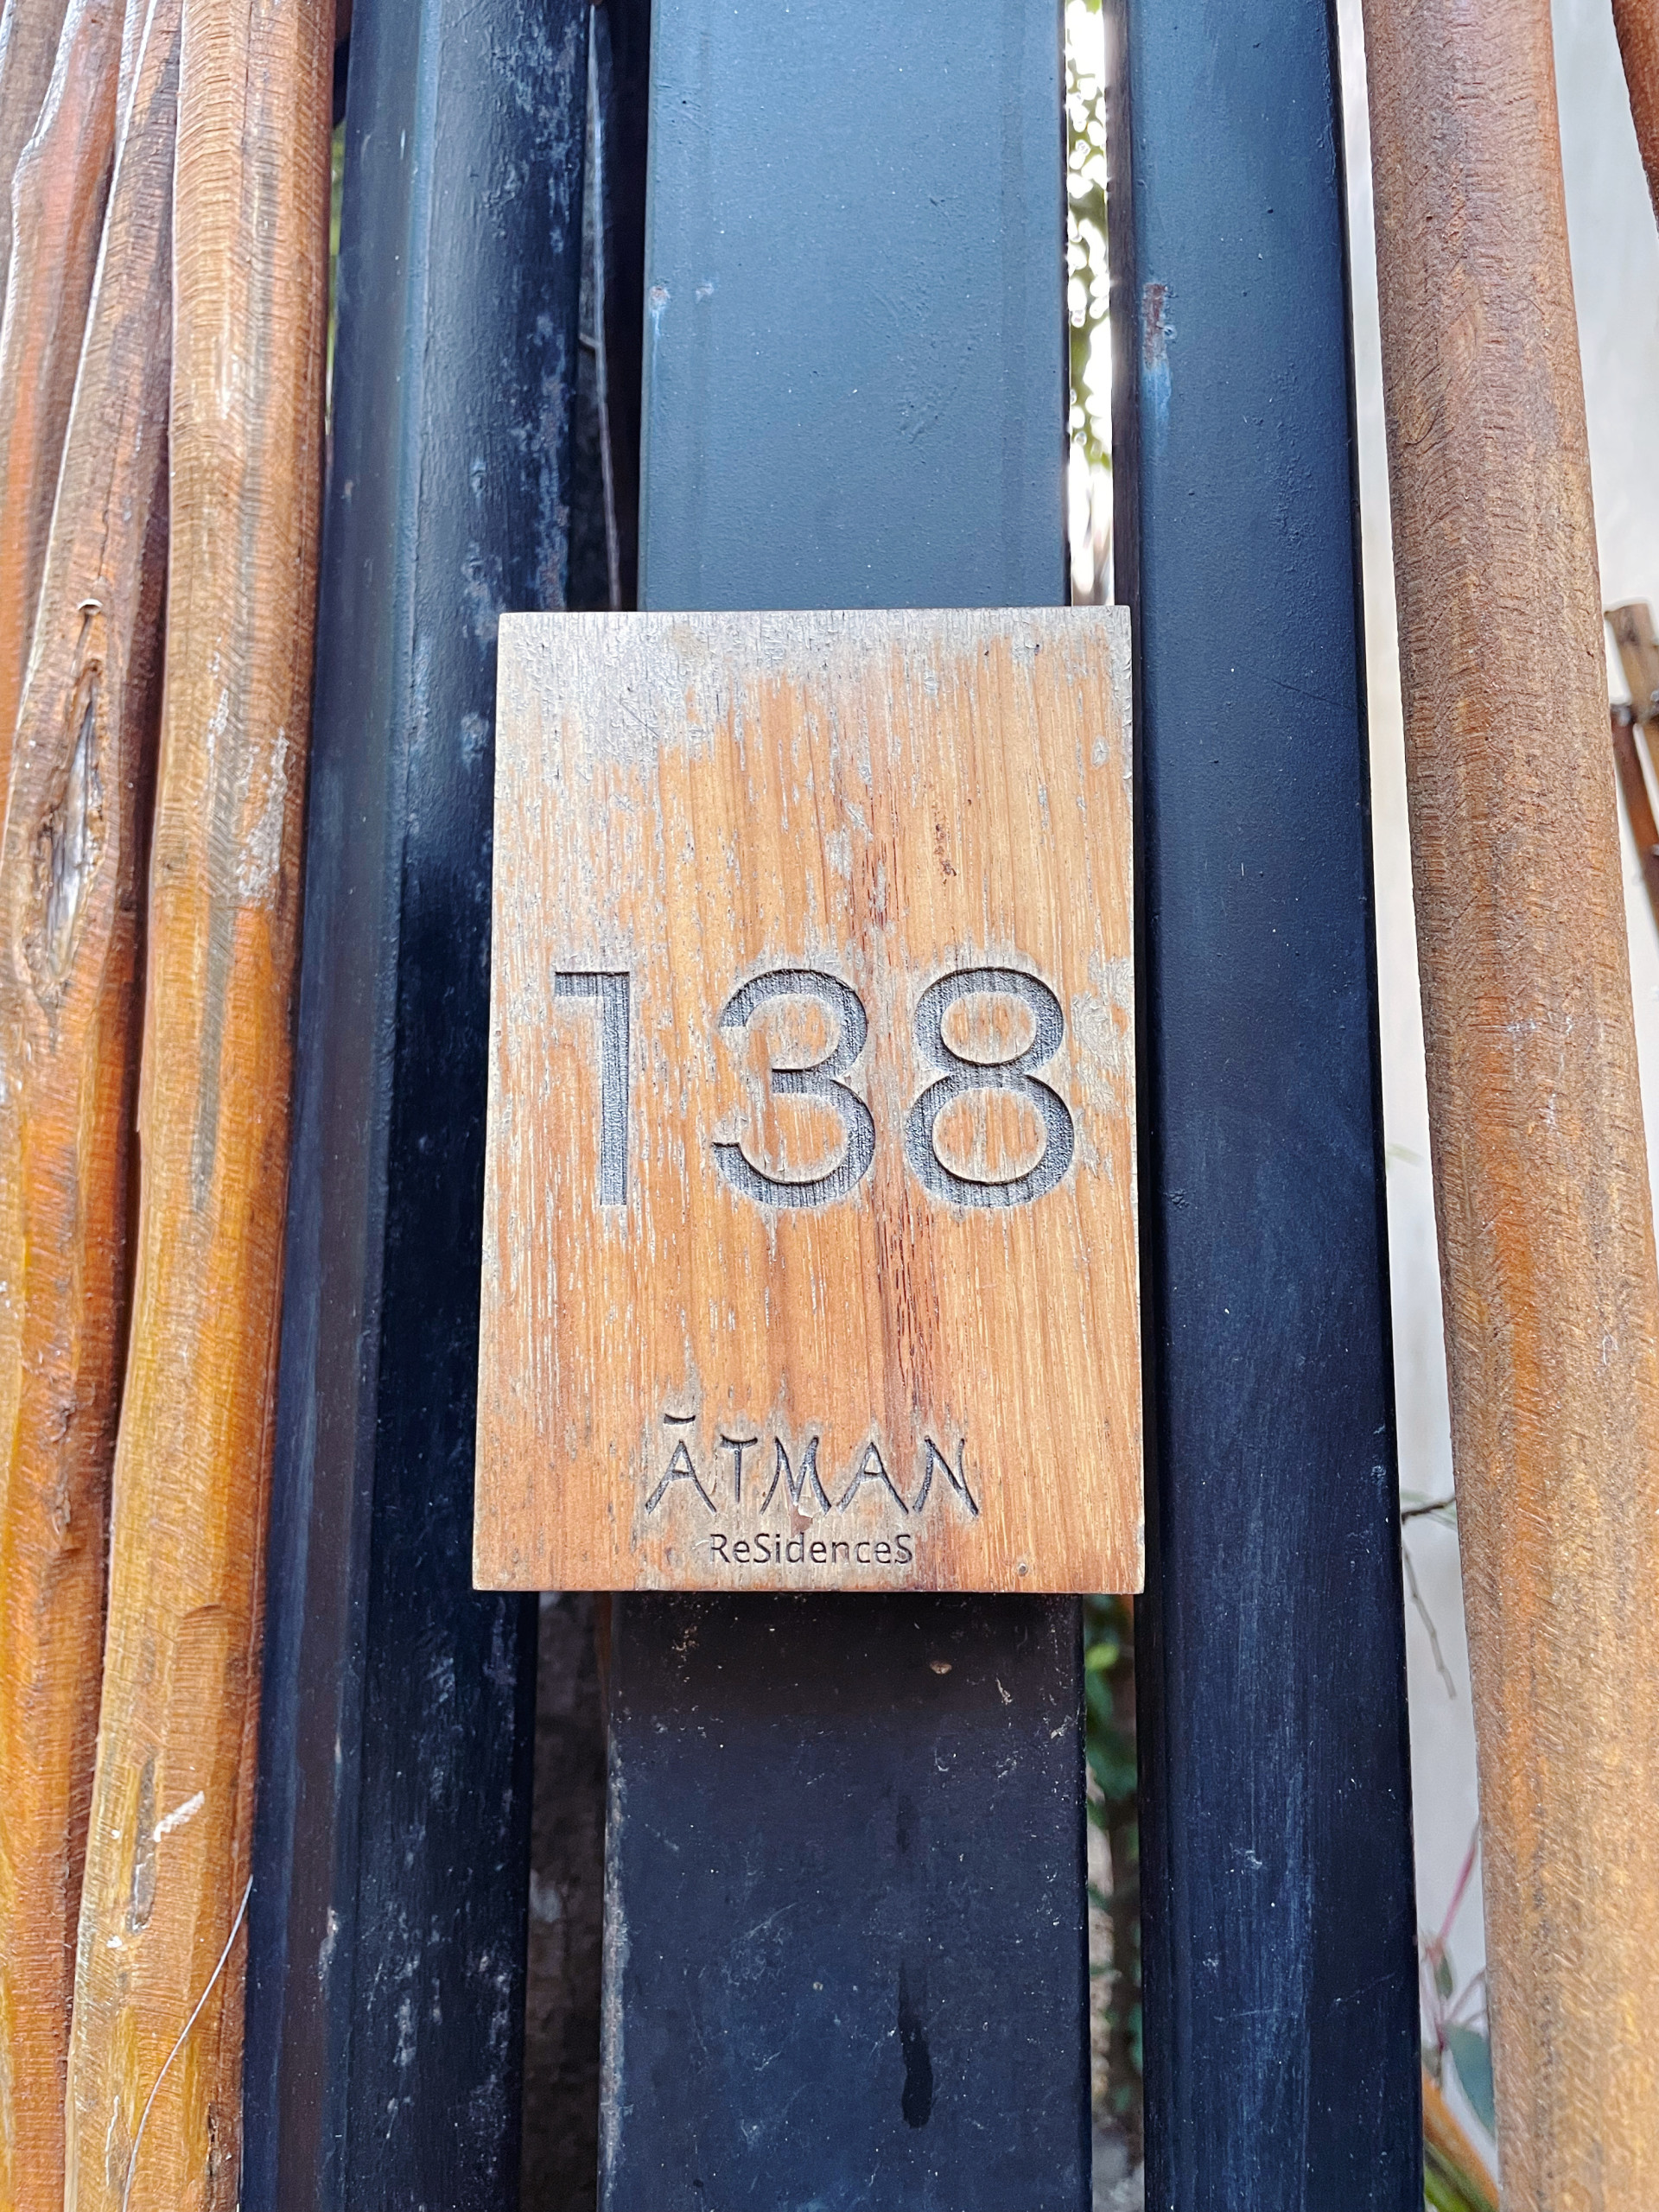 138
ĀTMAN
ReSidenceS